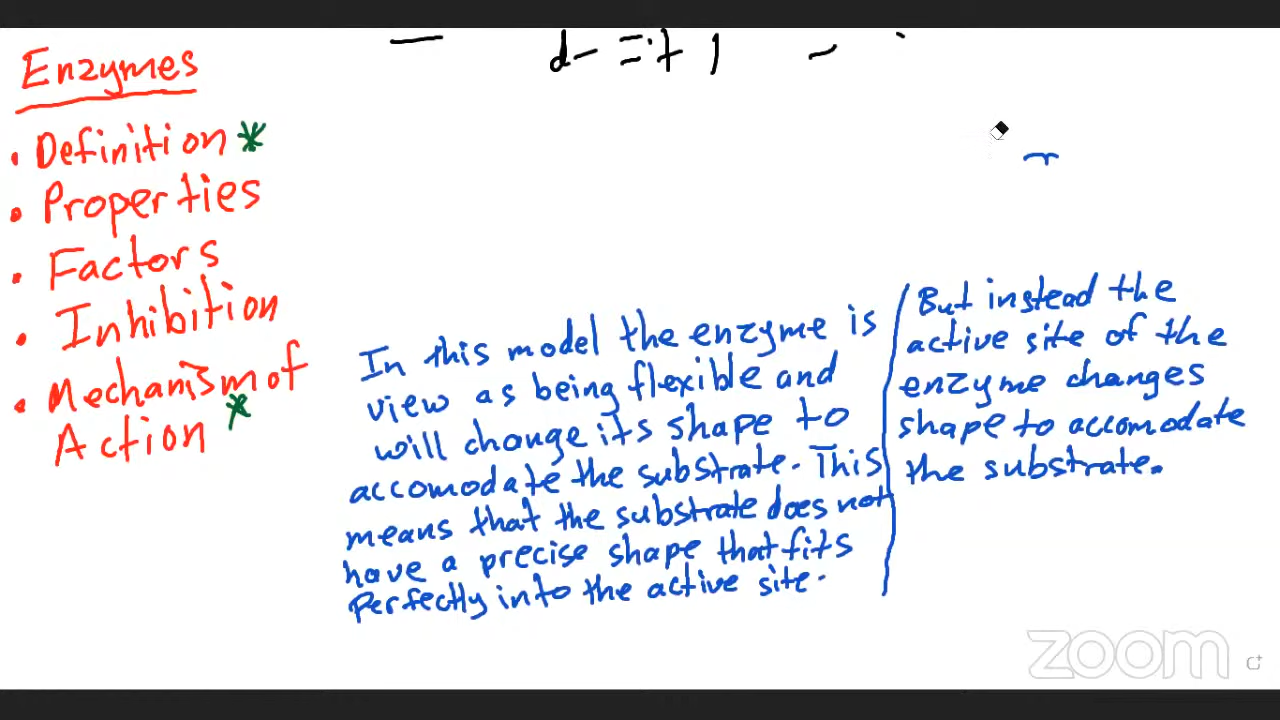 Enzymes
• Definition *
• Properties
• Factors
• Inhibition
• Mechanism of
Action *
In this model the enzyme is
view as being flexible and
will change its shape to
accomodate the substrate. This
means that the substrate does not
have a precise shape that fits
Perfectly into the active site.
But instead the
active site of the
enzyme changes
shape to accomodate
the substrate.
zoom